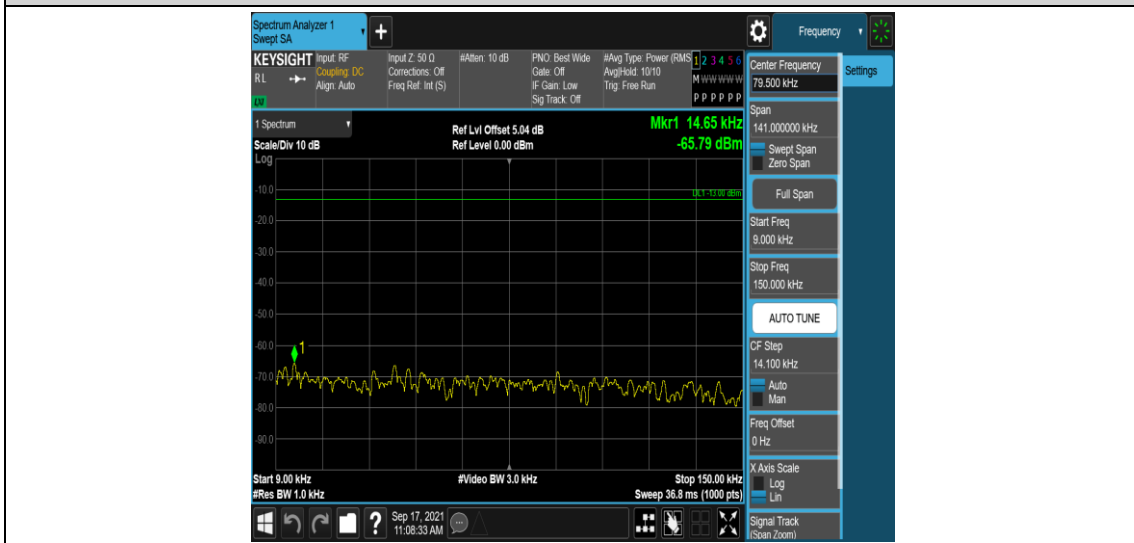 Spectrum Analyzer 1
Swept SA
+
Frequency
KEYSIGHT
RL
LXI
Input: RF
Coupling: DC
Align: Auto
Input Z: 50 Ω
Corrections: Off
Freq Ref: Int (S)
#Atten: 10 dB
PNO: Best Wide
Gate: Off
IF Gain: Low
Sig Track: Off
#Avg Type: Power (RMS
Avg|Hold: 10/10
Trig: Free Run
1 2 3 4 5 6
M W W W W W
P P P P P P
Center Frequency
79.500 kHz
Settings
Span
141.000000 kHz
Swept Span
Zero Span
Full Span
Start Freq
9.000 kHz
Stop Freq
150.000 kHz
AUTO TUNE
CF Step
14.100 kHz
Auto
Man
Freq Offset
0 Hz
X Axis Scale
Log
Lin
Signal Track
(Span Zoom)
1 Spectrum
Scale/Div 10 dB
Ref Lvl Offset 5.04 dB
Ref Level 0.00 dBm
Mkr1 14.65 kHz
-65.79 dBm
Log
DL1 -13.00 dBm
-10.0
-20.0
-30.0
-40.0
-50.0
-60.0
1
-70.0
-80.0
-90.0
Start 9.00 kHz
#Res BW 1.0 kHz
#Video BW 3.0 kHz
Stop 150.00 kHz
Sweep 36.8 ms (1000 pts)
?
Sep 17, 2021
11:08:33 AM